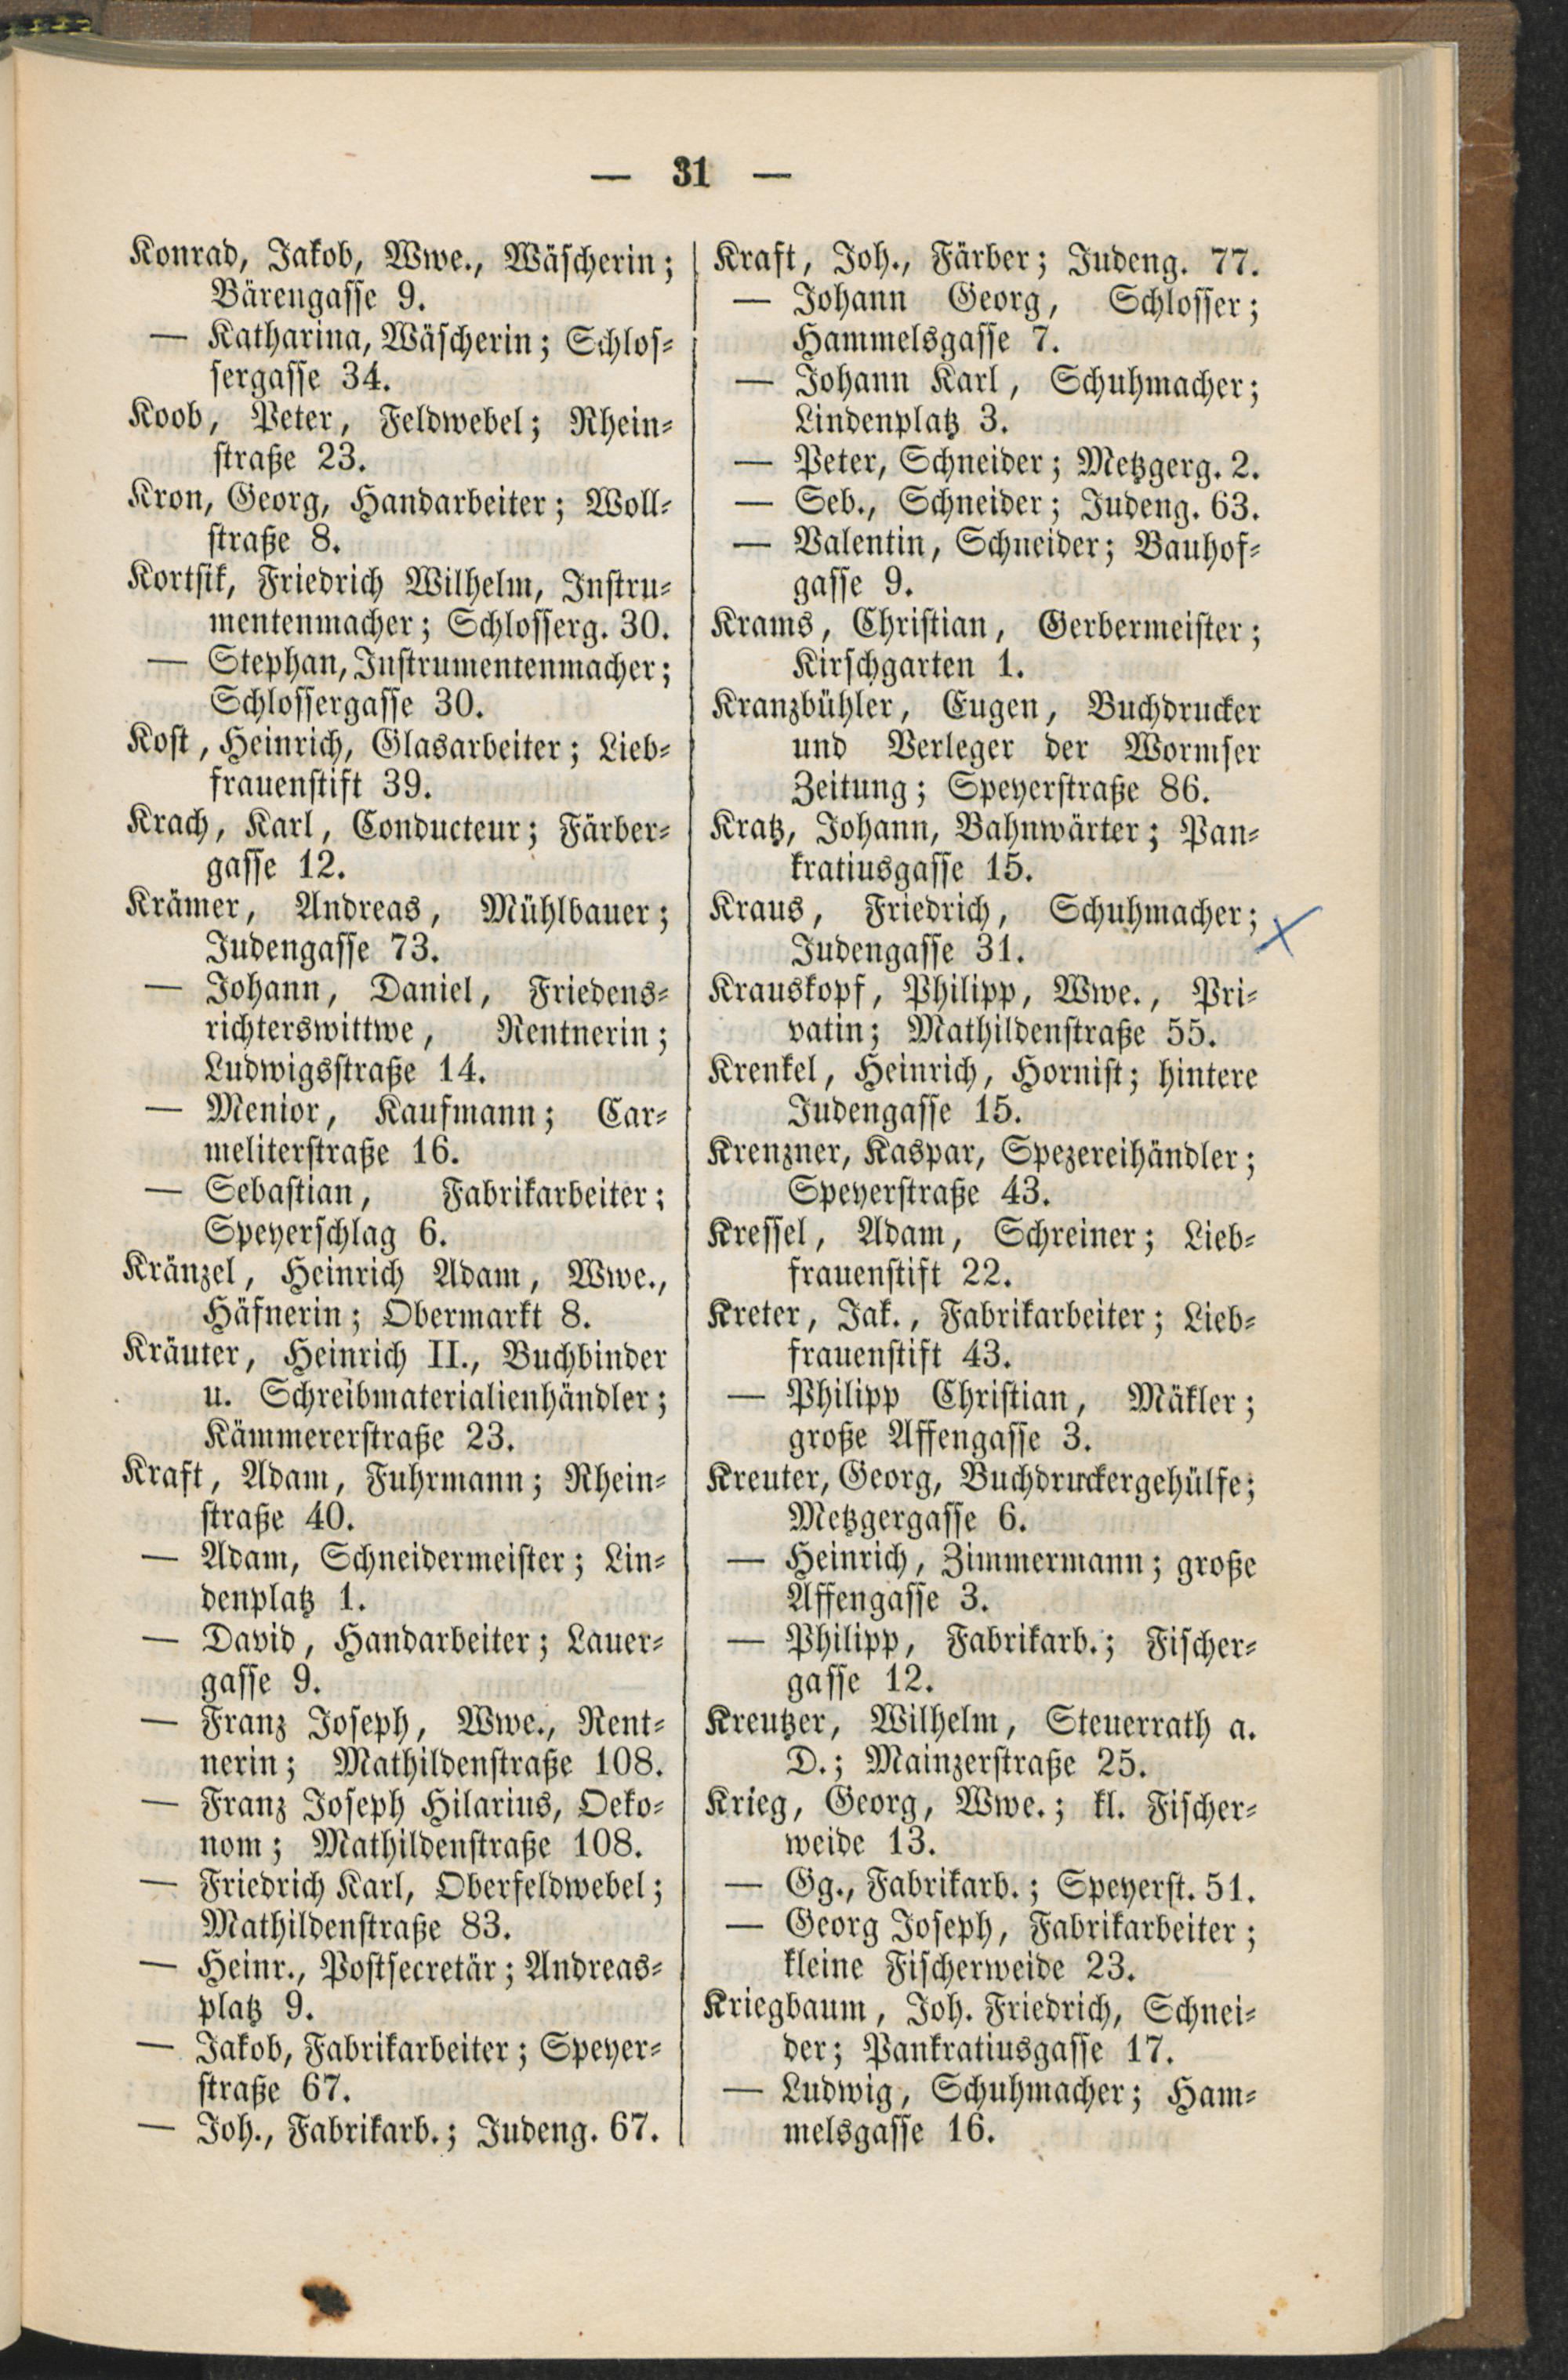 — 31 —
Konrad, Jakob, Wwe., Wäscherin;
Bärengasse 9.
— Katharina, Wäscherin; Schlos-
sergasse 34.
Koob, Peter, Feldwebel; Rhein-
straße 23.
Kron, Georg, Handarbeiter; Woll-
straße 8.
Kortsik, Friedrich Wilhelm, Instru-
mentenmacher; Schlosserg. 30.
— Stephan, Instrumentenmacher;
Schlossergasse 30.
Kost, Heinrich, Glasarbeiter; Lieb-
frauenstift 39.
Krach, Karl, Conducteur; Färber-
gasse 12.
Krämer, Andreas, Mühlbauer;
Judengasse 73.
— Johann, Daniel, Friedens-
richterswittwe, Rentnerin;
Ludwigsstraße 14.
— Menior, Kaufmann; Car-
meliterstraße 16.
— Sebastian, Fabrikarbeiter;
Speyerschlag 6.
Kränzel, Heinrich Adam, Wwe.,
Häfnerin; Obermarkt 8.
Kräuter, Heinrich II., Buchbinder
u. Schreibmaterialienhändler;
Kämmererstraße 23.
Kraft, Adam, Fuhrmann; Rhein-
straße 40.
— Adam, Schneidermeister; Lin-
denplatz 1.
— David, Handarbeiter; Lauer-
gasse 9.
— Franz Joseph, Wwe., Rent-
nerin; Mathildenstraße 108.
— Franz Joseph Hilarius, Oeko-
nom; Mathildenstraße 108.
— Friedrich Karl, Oberfeldwebel;
Mathildenstraße 83.
— Heinr., Postsecretär; Andreas-
platz 9.
— Jakob, Fabrikarbeiter; Speyer-
straße 67.
— Joh., Fabrikarb.; Judeng. 67.
Kraft, Joh., Färber; Judeng. 77.
— Johann Georg, Schlosser;
Hammelsgasse 7.
— Johann Karl, Schuhmacher;
Lindenplatz 3.
— Peter, Schneider; Metzgerg. 2.
— Seb., Schneider; Judeng. 63.
— Valentin, Schneider; Bauhof-
gasse 9.
Krams, Christian, Gerbermeister;
Kirschgarten 1.
Kranzbühler, Eugen, Buchdrucker
und Verleger der Wormser
Zeitung; Speyerstraße 86.
Kratz, Johann, Bahnwärter; Pan-
kratiusgasse 15.
Kraus, Friedrich, Schuhmacher;
Judengasse 31.
Krauskopf, Philipp, Wwe., Pri-
vatin; Mathildenstraße 55.
Krenkel, Heinrich, Hornist; hintere
Judengasse 15.
Krenzner, Kaspar, Spezereihändler;
Speyerstraße 43.
Kressel, Adam, Schreiner; Lieb-
frauenstift 22.
Kreter, Jak., Fabrikarbeiter; Lieb-
frauenstift 43.
— Philipp Christian, Mäkler;
große Affengasse 3.
Kreuter, Georg, Buchdruckergehülfe;
Metzgergasse 6.
— Heinrich, Zimmermann; große
Affengasse 3.
— Philipp, Fabrikarb.; Fischer-
gasse 12.
Kreutzer, Wilhelm, Steuerrath a.
D.; Mainzerstraße 25.
Krieg, Georg, Wwe.; kl. Fischer-
weide 13.
— Gg., Fabrikarb.; Speyerst. 51.
— Georg Joseph, Fabrikarbeiter;
kleine Fischerweide 23.
Kriegbaum, Joh. Friedrich, Schnei-
der; Pankratiusgasse 17.
— Ludwig, Schuhmacher; Ham-
melsgasse 16.